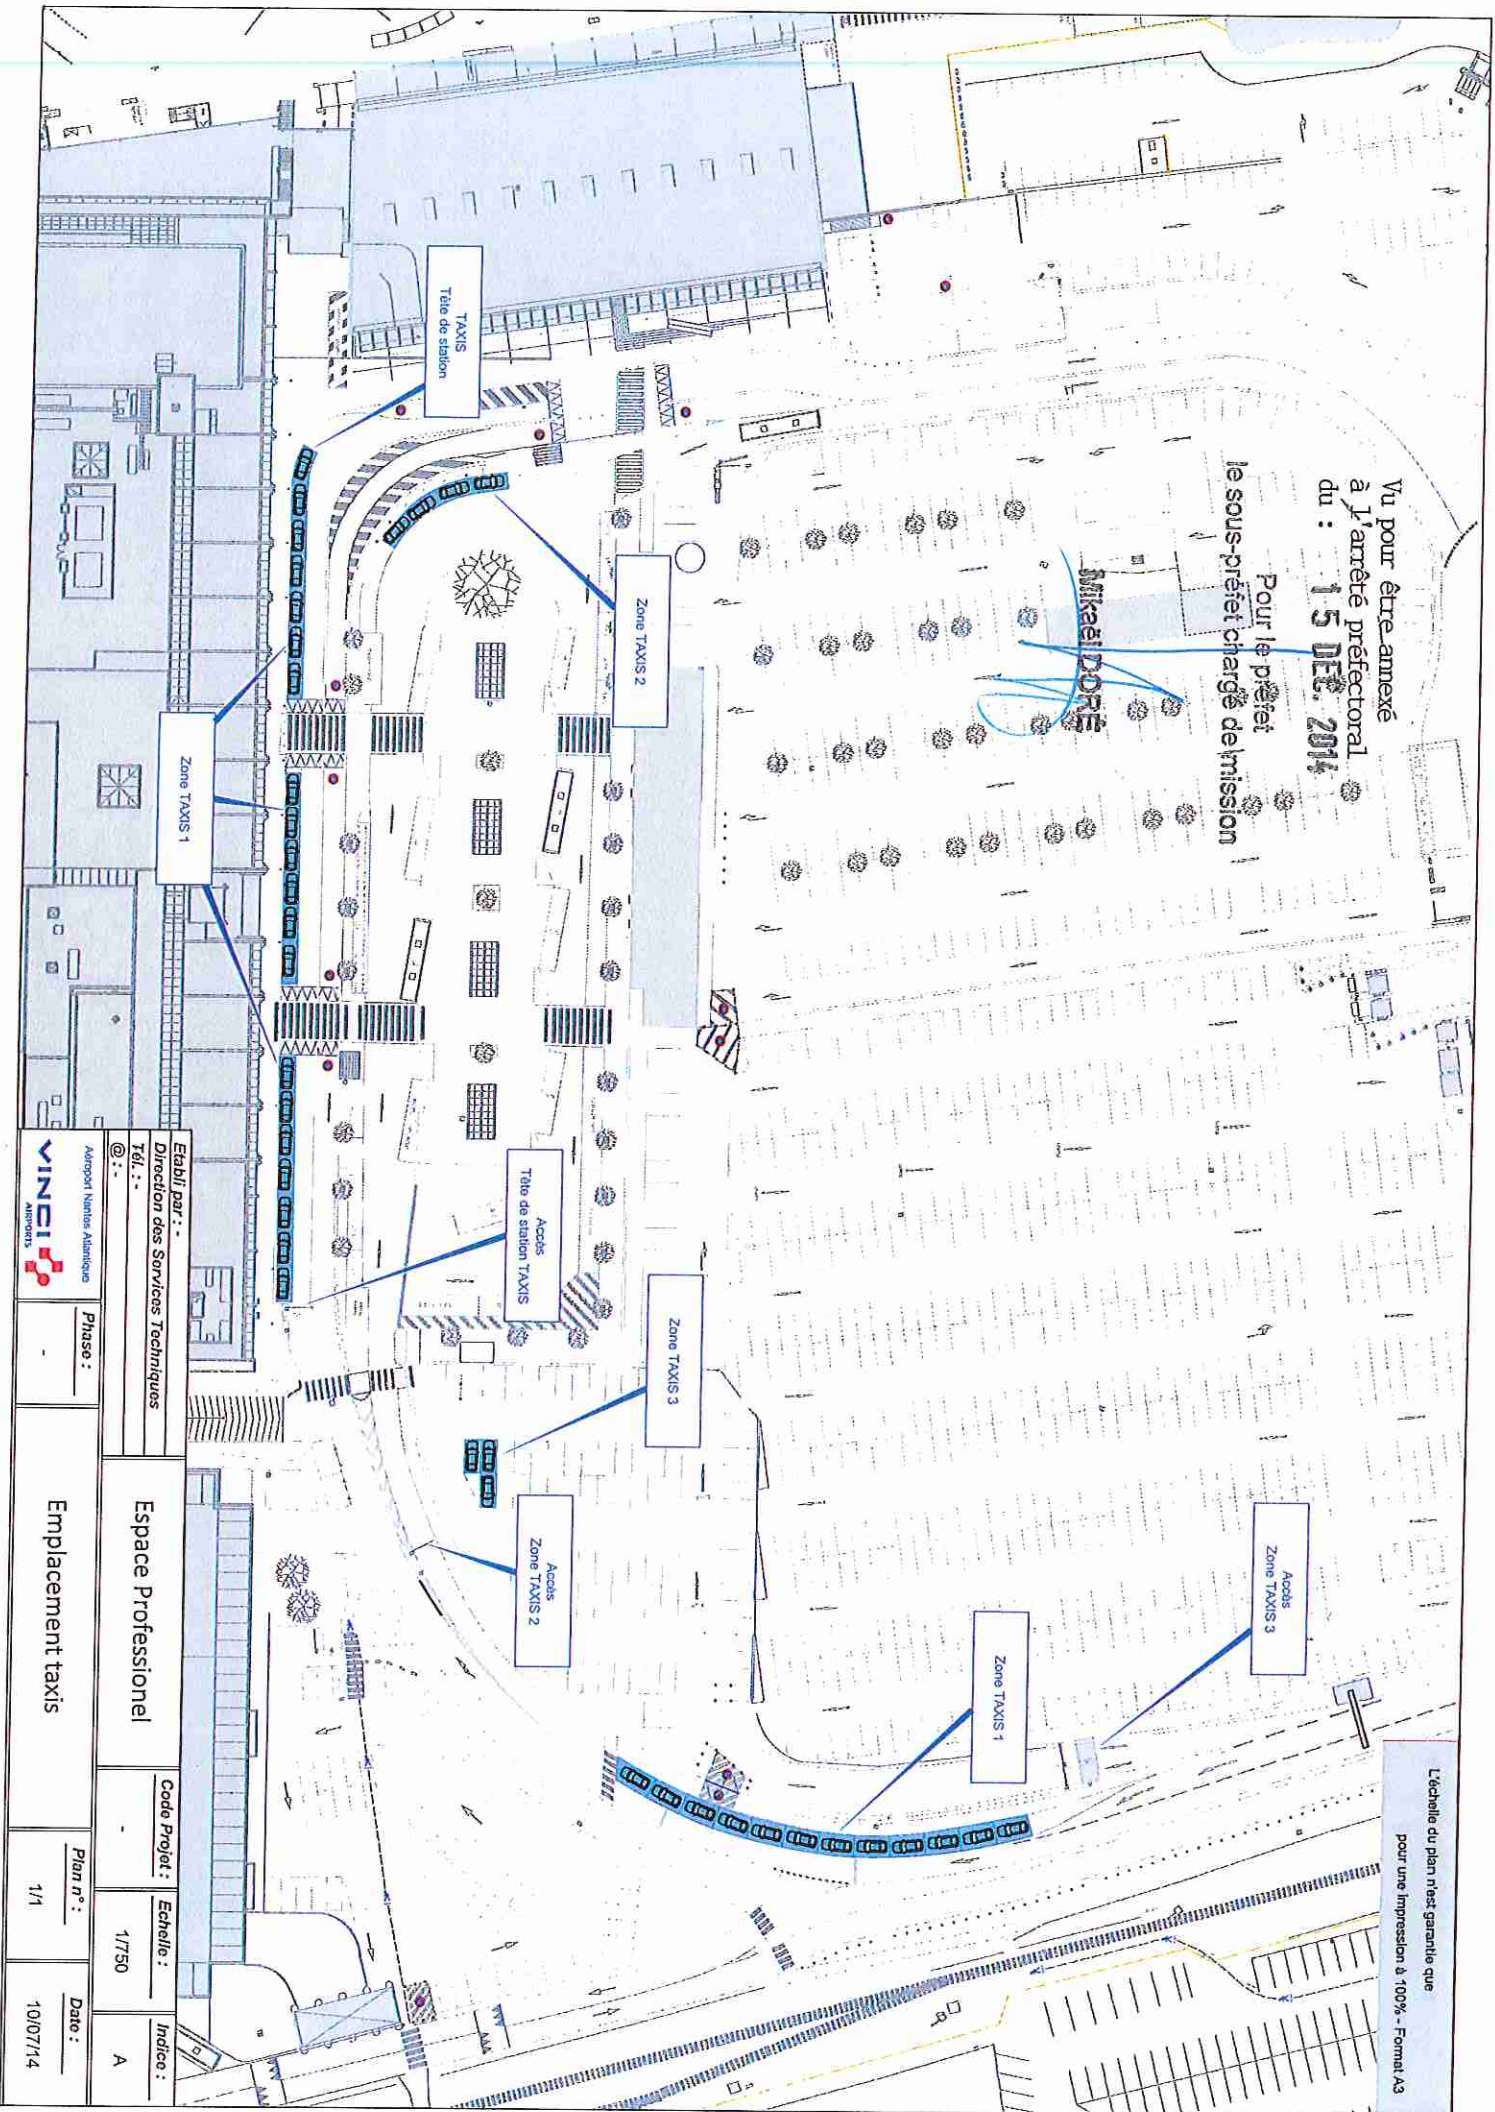 L'échelle du plan n'est garantie que
pour une impression à 100% - Format A3
Vu pour être annexé
à l'arrêté préfectoral
du : 15 DEC. 2014
Pour le préfet
le sous-préfet chargé de mission
Mikaël DORÉ
TAXIS
Tête de station
Zone TAXIS 2
Zone TAXIS 1
Accès
Tête de station TAXIS
Zone TAXIS 3
Accès
Zone TAXIS 2
Zone TAXIS 1
Accès
Zone TAXIS 3
Etabli par : -
Direction des Services Techniques
Tél. : -
@ : -
Espace Professionel
Code Projet :
-
Echelle :
1/750
Indice :
A
Aéroport Nantes Atlantique
VINCI
AIRPORTS
Phase :
-
Emplacement taxis
Plan n° :
1/1
Date :
10/07/14